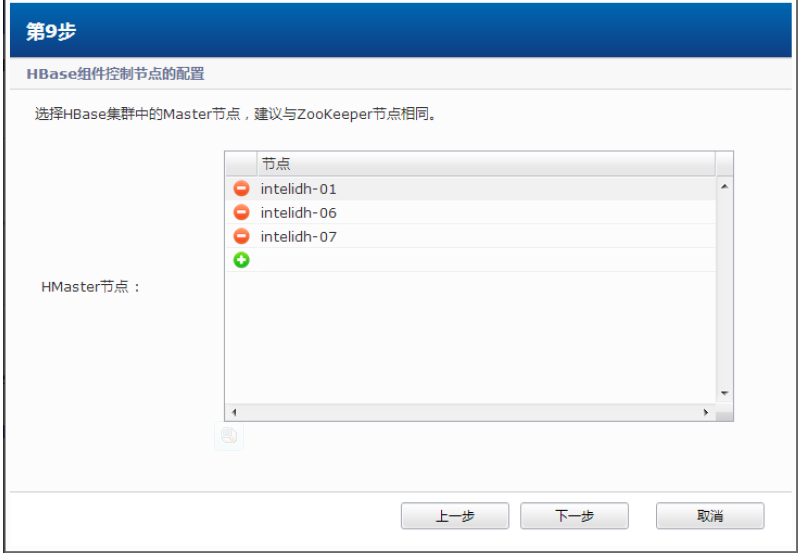 第9步
HBase组件控制节点的配置
选择HBase集群中的Master节点，建议与ZooKeeper节点相同。
节点
intelidh-01
intelidh-06
intelidh-07
HMaster节点：
上一步
下一步
取消